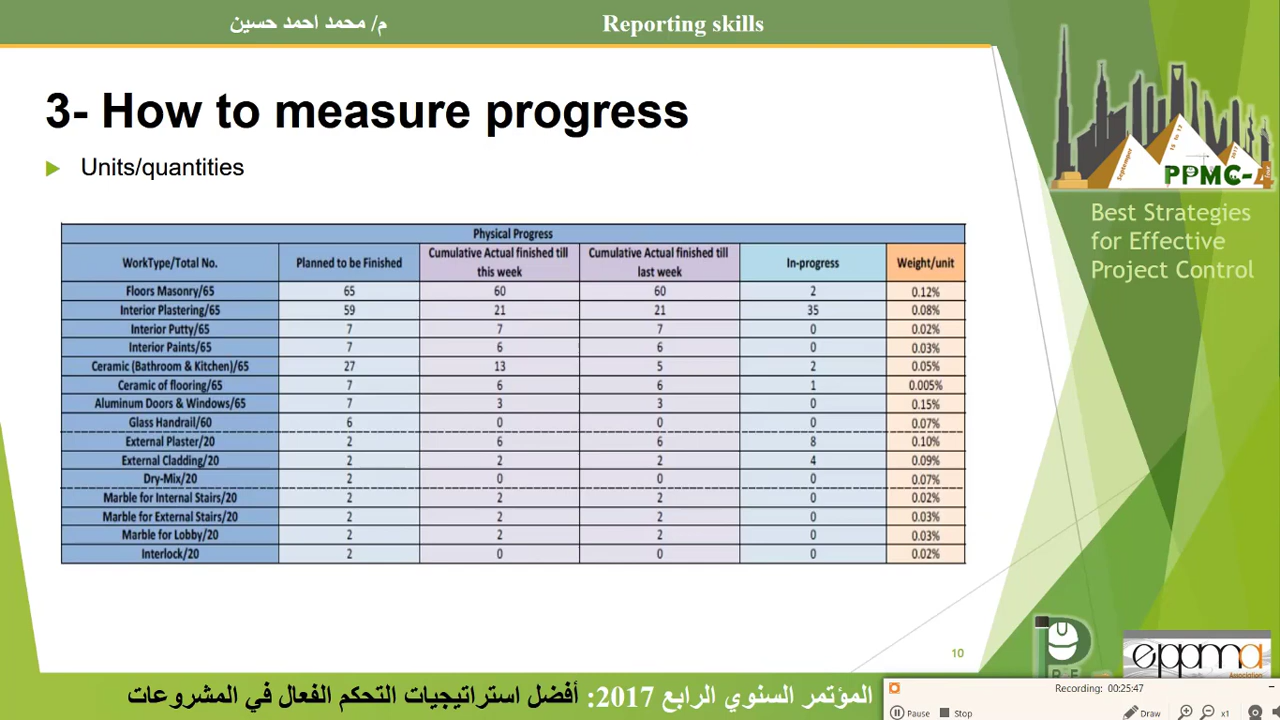 م/ محمد احمد حسين
Reporting skills
3- How to measure progress
Units/quantities
Physical Progress
WorkType/Total No. Planned to be Finished Cumulative Actual finished till this week Cumulative Actual finished till last week In-progress Weight/unit
Floors Masonry/65 65 60 60 2 0.12%
Interior Plastering/65 59 21 21 35 0.08%
Interior Putty/65 7 7 7 0 0.02%
Interior Paints/65 7 6 6 0 0.03%
Ceramic (Bathroom & Kitchen)/65 27 13 5 2 0.05%
Ceramic of flooring/65 7 6 6 1 0.005%
Aluminum Doors & Windows/65 7 3 3 0 0.15%
Glass Handrail/60 6 0 0 0 0.07%
External Plaster/20 2 6 6 8 0.10%
External Cladding/20 2 2 2 4 0.09%
Dry-Mix/20 2 0 0 0 0.07%
Marble for Internal Stairs/20 2 2 2 0 0.02%
Marble for External Stairs/20 2 2 2 0 0.03%
Marble for Lobby/20 2 2 2 0 0.03%
Interlock/20 2 0 0 0 0.02%
September
15 to 17
2017
PPMC-4
Best Strategies
for Effective
Project Control
10
eppma
Association
المؤتمر السنوي الرابع 2017: أفضل استراتيجيات التحكم الفعال في المشروعات
Recording: 00:25:47
Pause Stop Draw x1